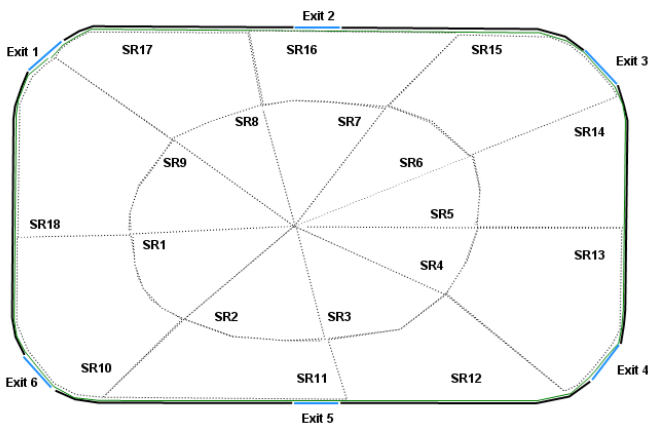 Exit 2
Exit 1
SR17
SR16
SR15
Exit 3
SR8
SR7
SR14
SR9
SR6
SR18
SR5
SR1
SR13
SR4
SR2
SR3
SR10
SR11
SR12
Exit 4
Exit 6
Exit 5